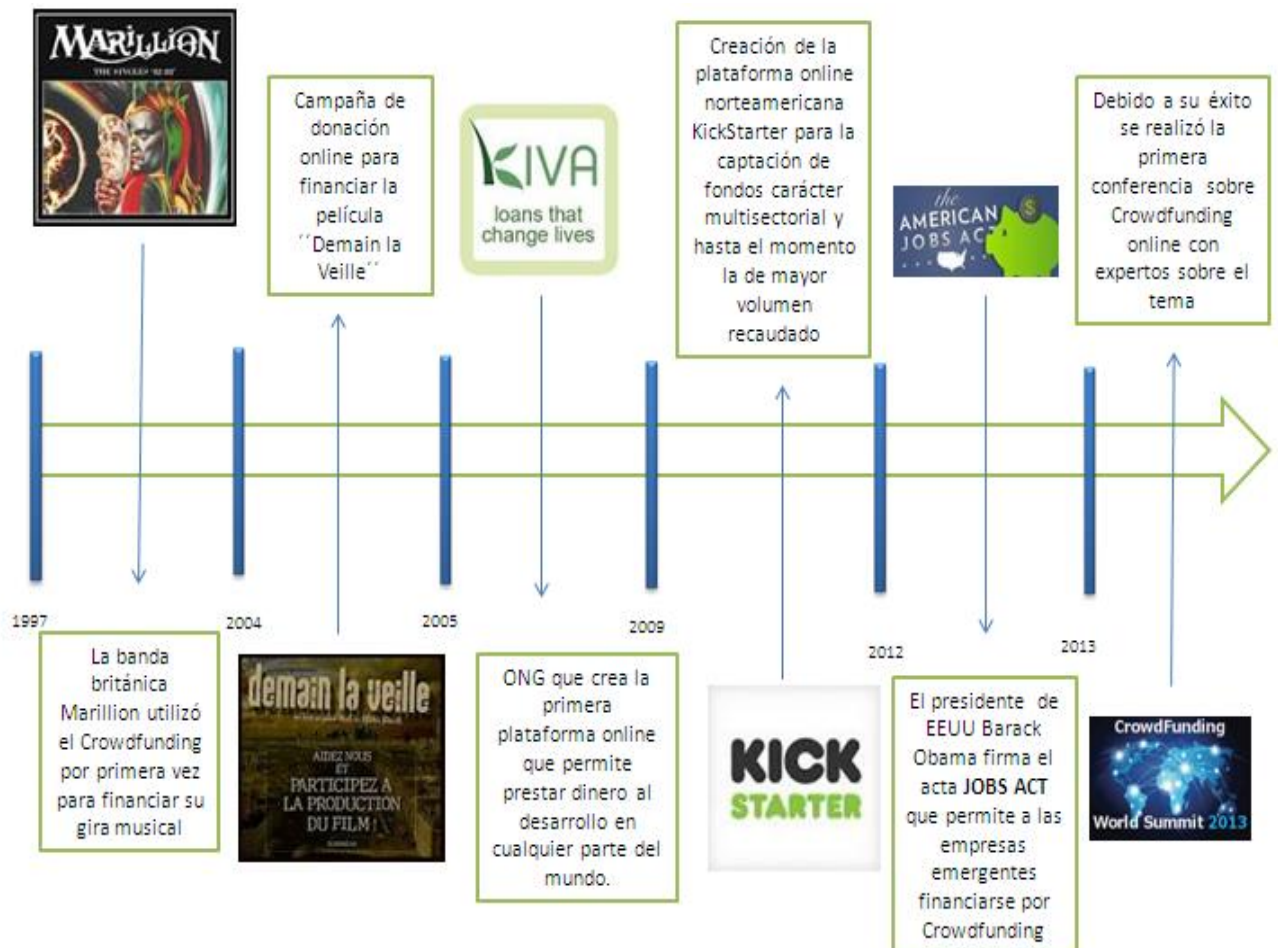 MARiLLiON
THE SINGLES '82-88'
Campaña de
donación
online para
financiar la
película
´´Demain la
Veille´´
KIVA
loans that
change lives
Creación de la
plataforma online
norteamericana
KickStarter para la
captación de
fondos carácter
multisectorial y
hasta el momento
la de mayor
volumen
recaudado
the
AMERICAN
JOBS ACT
$
Debido a su éxito
se realizó la
primera
conferencia sobre
Crowdfunding
online con
expertos sobre el
tema
1997
2004
2005
2009
2012
2013
La banda
británica
Marillion utilizó
el Crowdfunding
por primera vez
para financiar su
gira musical
demain la veille
AIDEZ NOUS
ET
PARTICIPEZ A
LA PRODUCTION
DU FILM !
ONG que crea la
primera
plataforma online
que permite
prestar dinero al
desarrollo en
cualquier parte del
mundo.
KICK
STARTER
El presidente de
EEUU Barack
Obama firma el
acta JOBS ACT
que permite a las
empresas
emergentes
financiarse por
Crowdfunding
CrowdFunding
World Summit 2013